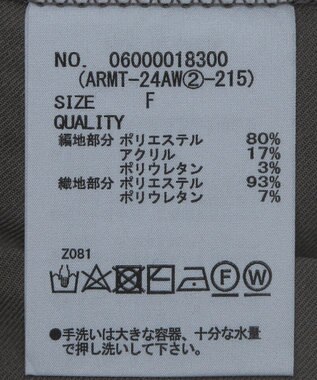 NO. 06000018300
(ARMT-24AW②-215)
SIZE F
QUALITY
編地部分 ポリエステル 80%
アクリル 17%
ポリウレタン 3%
織地部分 ポリエステル 93%
ポリウレタン 7%
Z081
F W
●手洗いは大きな容器、十分な水量
で押し洗いして下さい。